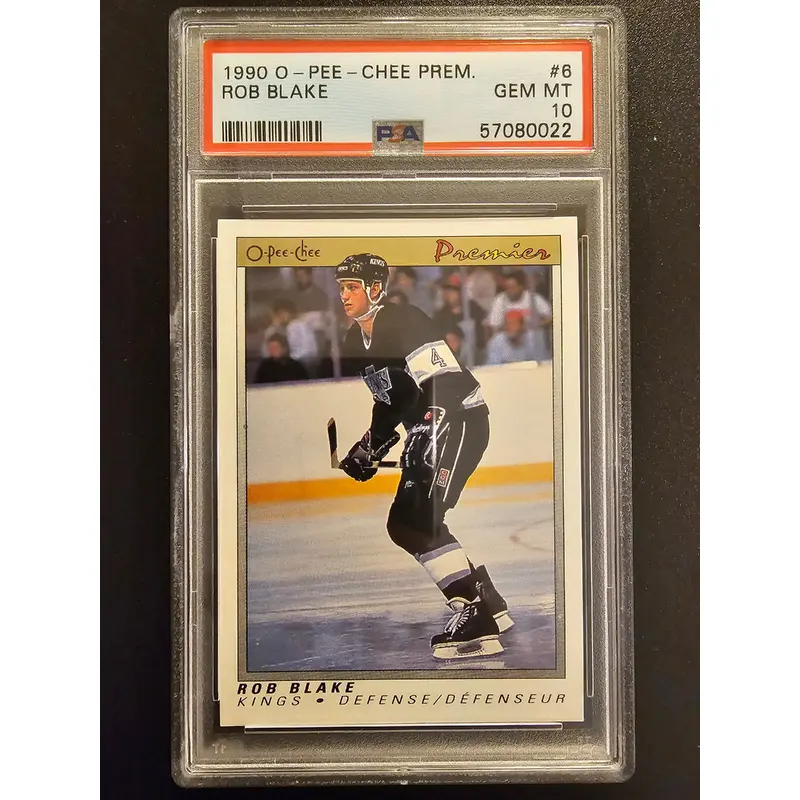 1990 O-PEE-CHEE PREM. #6
ROB BLAKE GEM MT
10
PSA 57080022
O-Pee-Chee Premier
KINGS
4
KINGS
ROB BLAKE
KINGS • DEFENSE/DÉFENSEUR